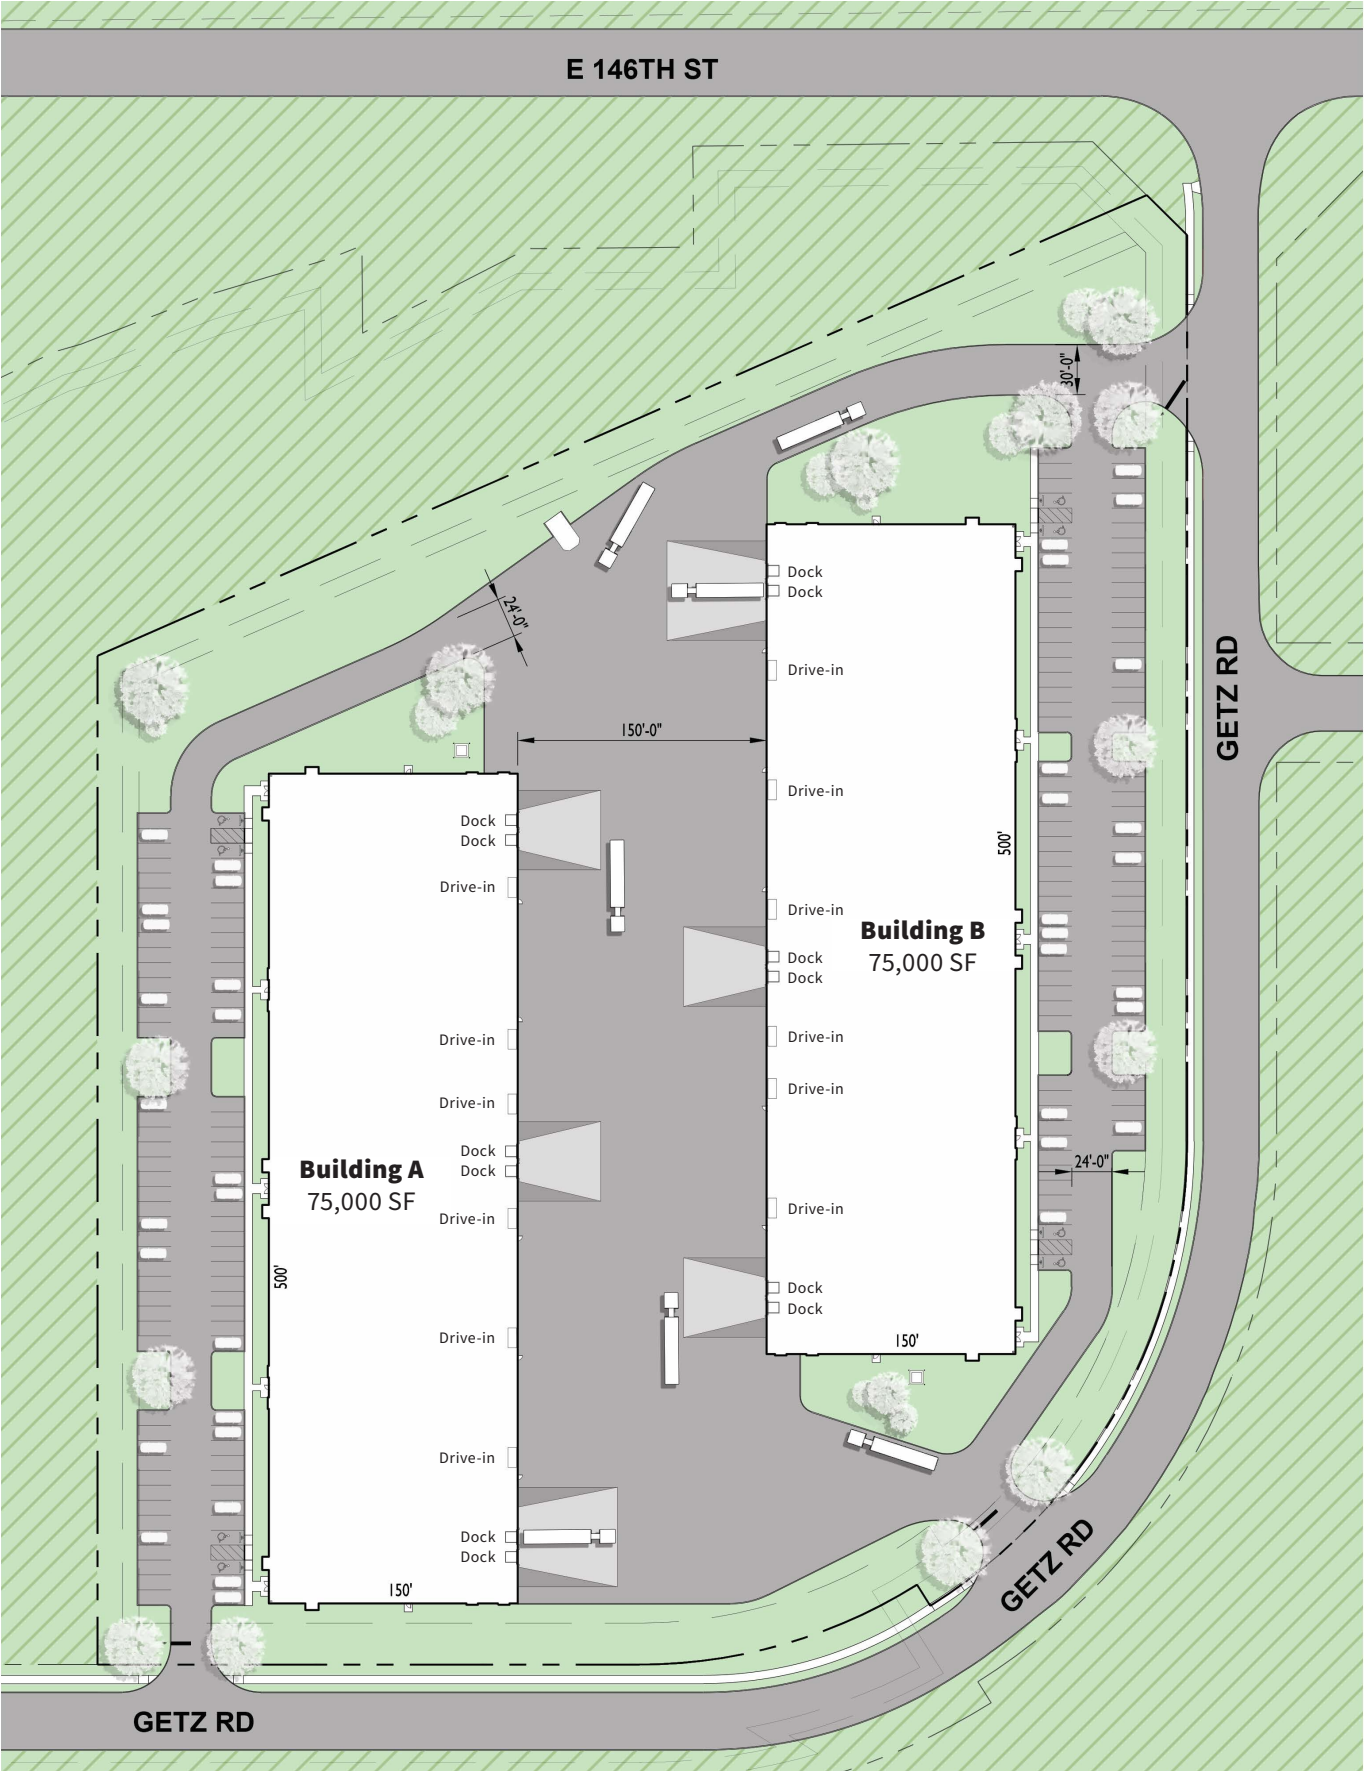 E 146TH ST
30'-0"
24'-0"
Dock
Dock
Drive-in
GETZ RD
150'-0"
Drive-in
Dock
Dock
500'
Drive-in
Drive-in
Building B
75,000 SF
Dock
Dock
Drive-in
Drive-in
Drive-in
Drive-in
Dock
Dock
24'-0"
Building A
75,000 SF
Drive-in
Drive-in
500'
Dock
Dock
Drive-in
150'
Drive-in
Dock
Dock
150'
GETZ RD
GETZ RD